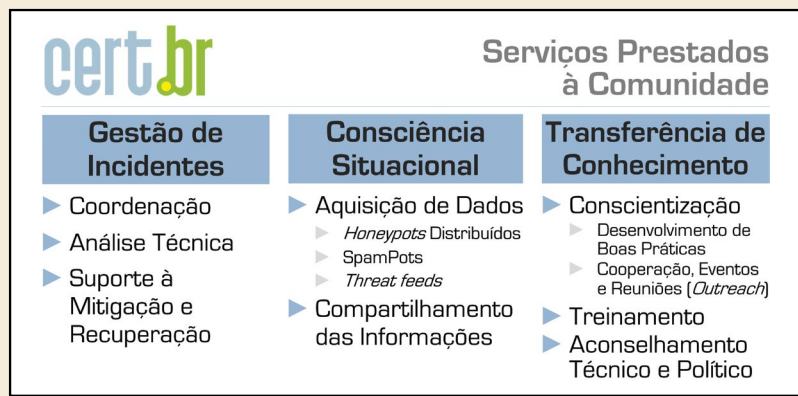 cert.br
Serviços Prestados
à Comunidade
Gestão de
Incidentes
Coordenação
Análise Técnica
Suporte à
Mitigação e
Recuperação
Consciência
Situacional
Aquisição de Dados
Honeypots Distribuídos
SpamPots
Threat feeds
Compartilhamento
das Informações
Transferência de
Conhecimento
Conscientização
Desenvolvimento de
Boas Práticas
Cooperação, Eventos
e Reuniões (Outreach)
Treinamento
Aconselhamento
Técnico e Político